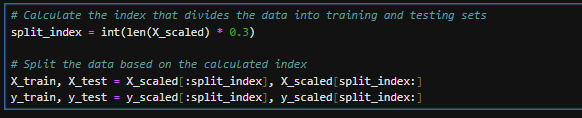 # Calculate the index that divides the data into training and testing sets
split_index = int(len(X_scaled) * 0.3)
# Split the data based on the calculated index
X_train, X_test = X_scaled[:split_index], X_scaled[split_index:]
y_train, y_test = y_scaled[:split_index], y_scaled[split_index:]